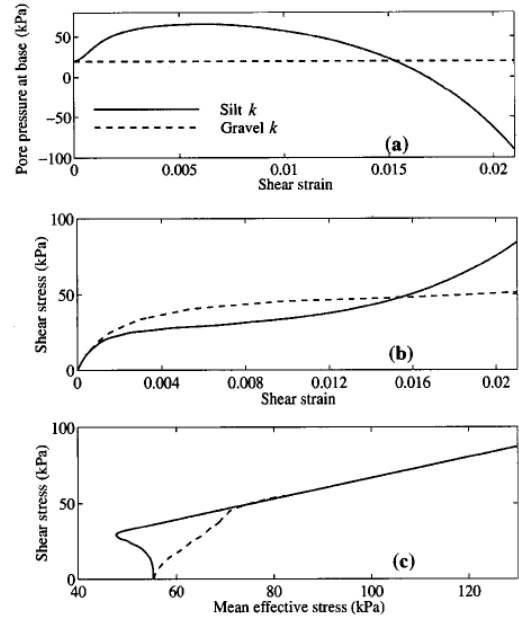 Pore pressure at base (kPa)
50
0
−50
−100
Silt k
Gravel k
(a)
0
0.005
0.01
0.015
0.02
Shear strain
Shear stress (kPa)
100
50
0
(b)
0
0.004
0.008
0.012
0.016
0.02
Shear strain
Shear stress (kPa)
100
50
0
(c)
40
60
80
100
120
Mean effective stress (kPa)